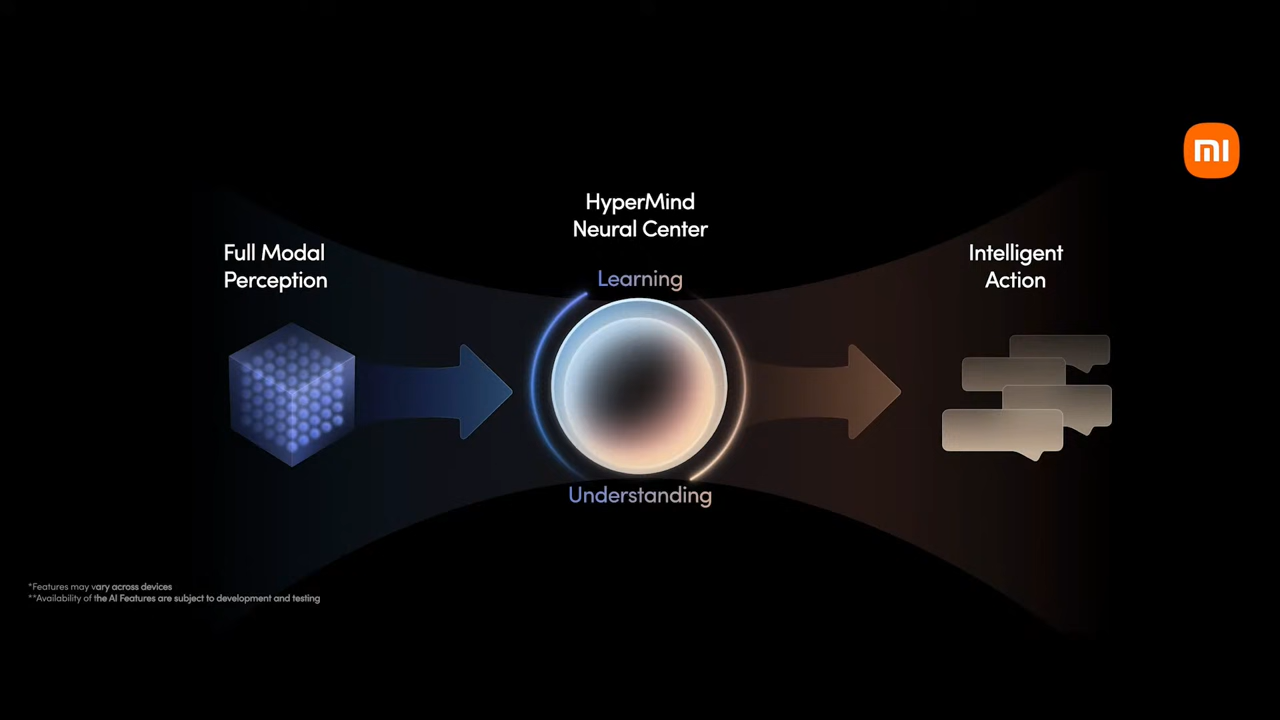 mi
HyperMind
Neural Center
Full Modal
Perception
Intelligent
Action
Learning
Understanding
*Features may vary across devices
**Availability of the AI Features are subject to development and testing